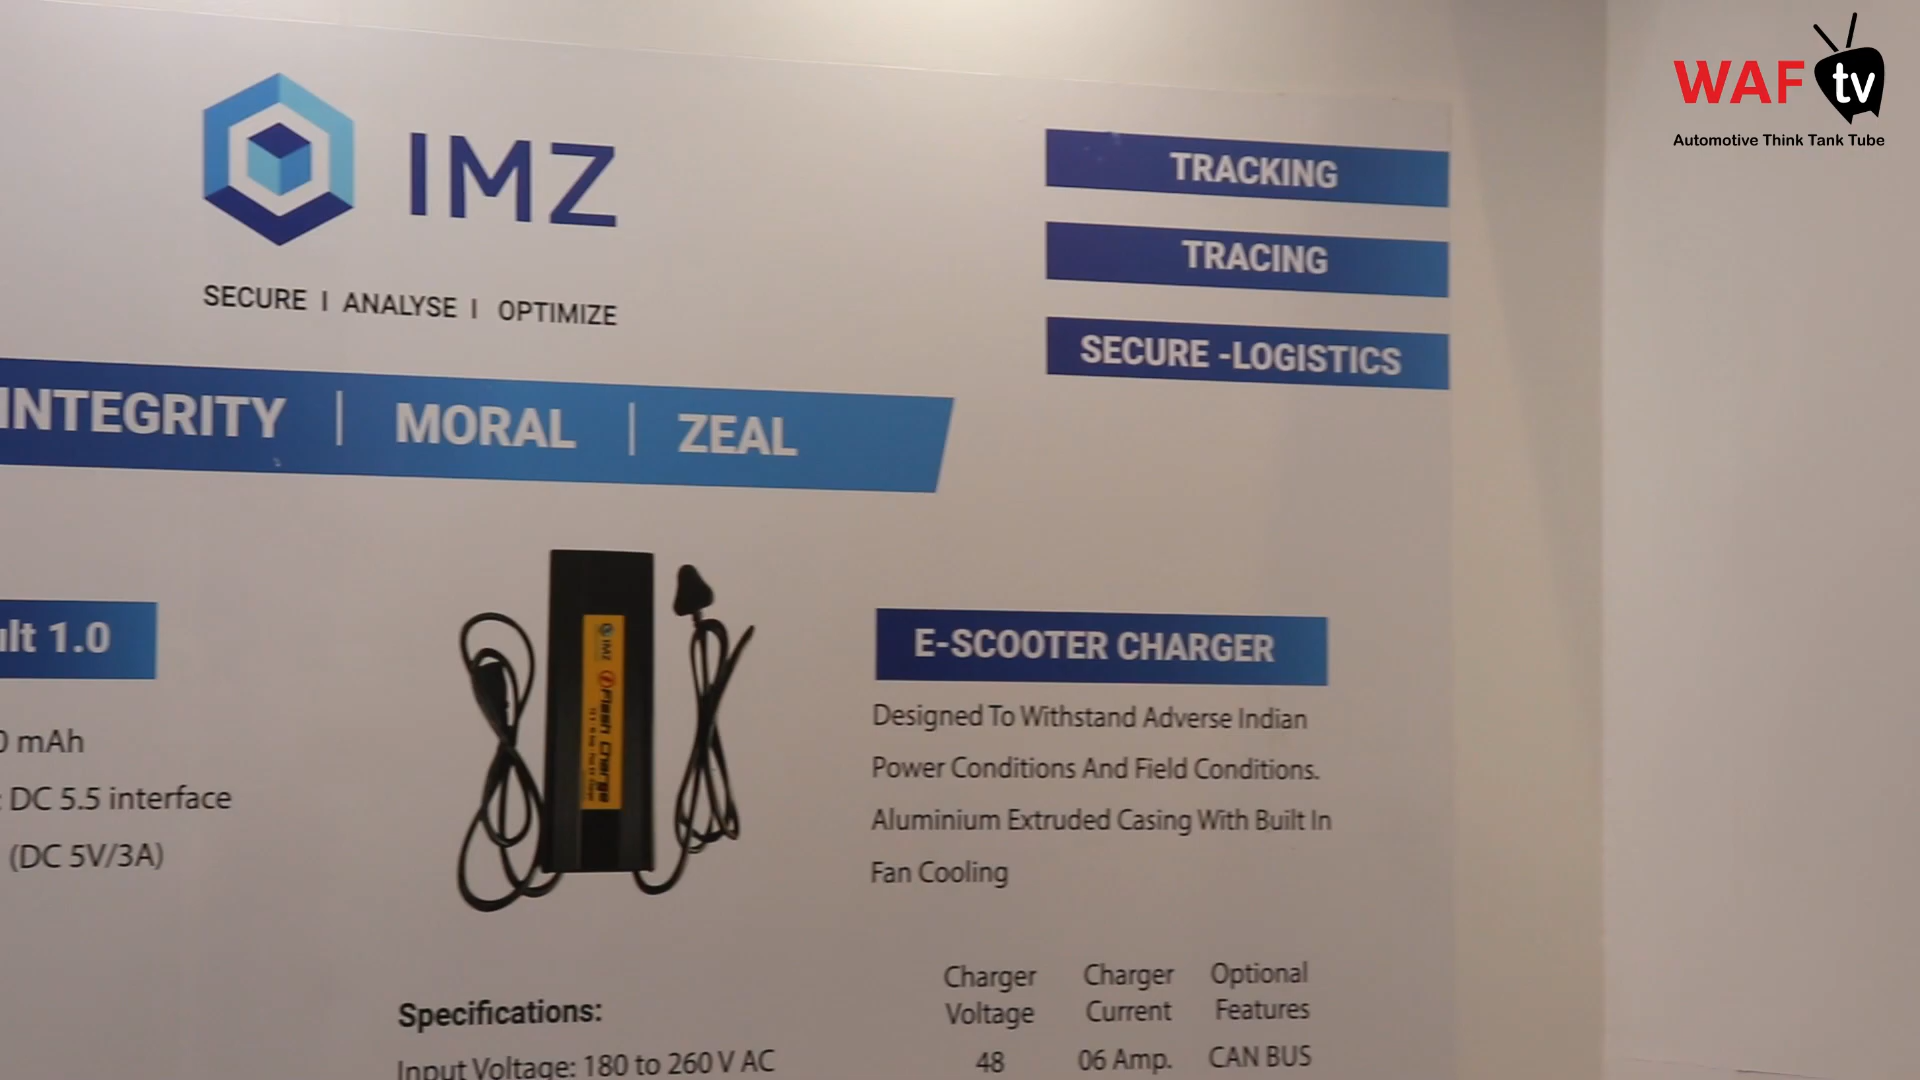 WAF tv
Automotive Think Tank Tube
IMZ
SECURE | ANALYSE | OPTIMIZE
TRACKING
TRACING
SECURE -LOGISTICS
INTEGRITY | MORAL | ZEAL
1.0
mAh
DC 5.5 interface
(DC 5V/3A)
IMZ Flash Charge
E-SCOOTER CHARGER
Designed To Withstand Adverse Indian
Power Conditions And Field Conditions.
Aluminium Extruded Casing With Built In
Fan Cooling
Specifications:
Input Voltage: 180 to 260 V AC
Charger Charger Optional
Voltage Current Features
48 06 Amp. CAN BUS